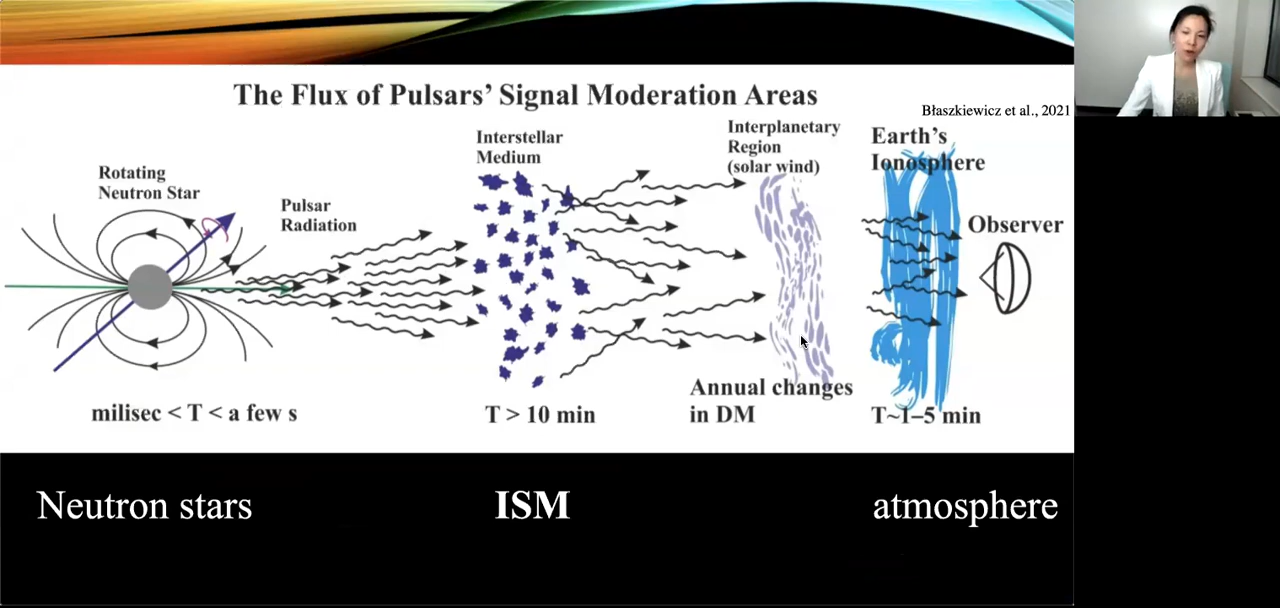 The Flux of Pulsars’ Signal Moderation Areas
Błaszkiewicz et al., 2021
Rotating
Neutron Star
Pulsar
Radiation
Interstellar
Medium
Interplanetary
Region
(solar wind)
Earth’s
Ionosphere
Observer
milisec < T < a few s
T > 10 min
Annual changes
in DM
T~1–5 min
Neutron stars
ISM
atmosphere